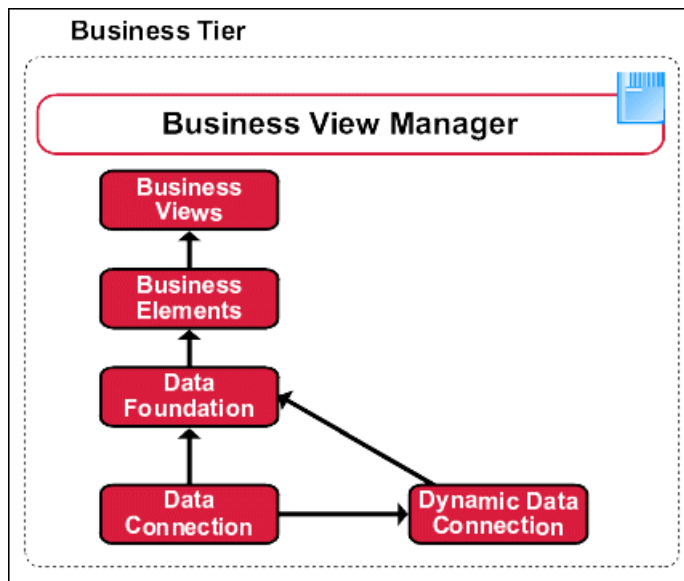 Business Tier
Business View Manager
Business
Views
Business
Elements
Data
Foundation
Data
Connection
Dynamic Data
Connection